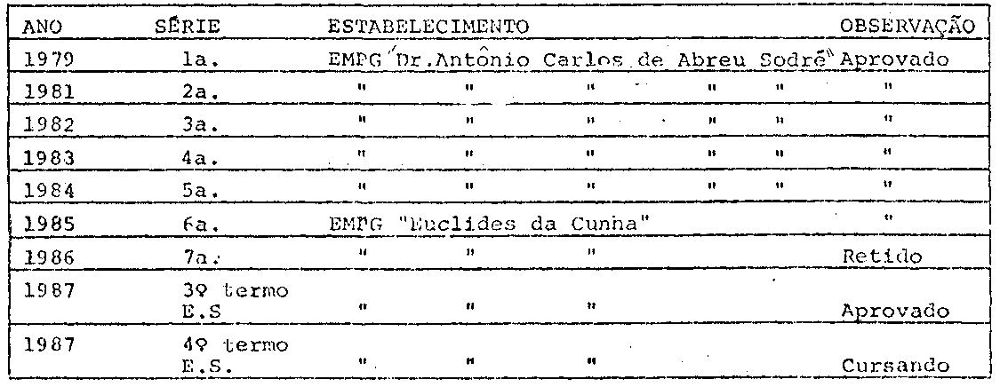 ANO SÉRIE ESTABELECIMENTO OBSERVAÇÃO
1979 1a. EMPG "Dr.Antônio Carlos de Abreu Sodré" Aprovado
1981 2a. " " " " " "
1982 3a. " " " " " "
1983 4a. " " " " " "
1984 5a. " " " " " "
1985 6a. EMPG "Euclides da Cunha" "
1986 7a. " " " Retido
1987 3º termo
E.S " " " Aprovado
1987 4º termo
E.S. " " " Cursando